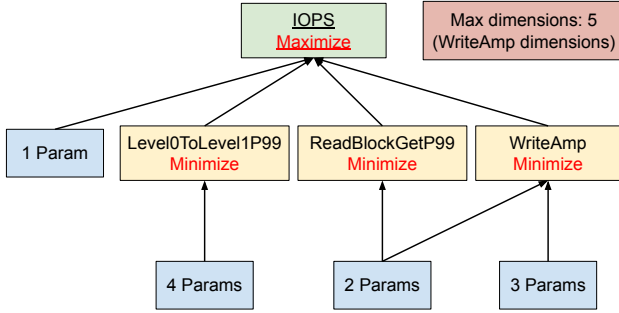 IOPS
Maximize
Max dimensions: 5
(WriteAmp dimensions)
1 Param
Level0ToLevel1P99
Minimize
ReadBlockGetP99
Minimize
WriteAmp
Minimize
4 Params
2 Params
3 Params